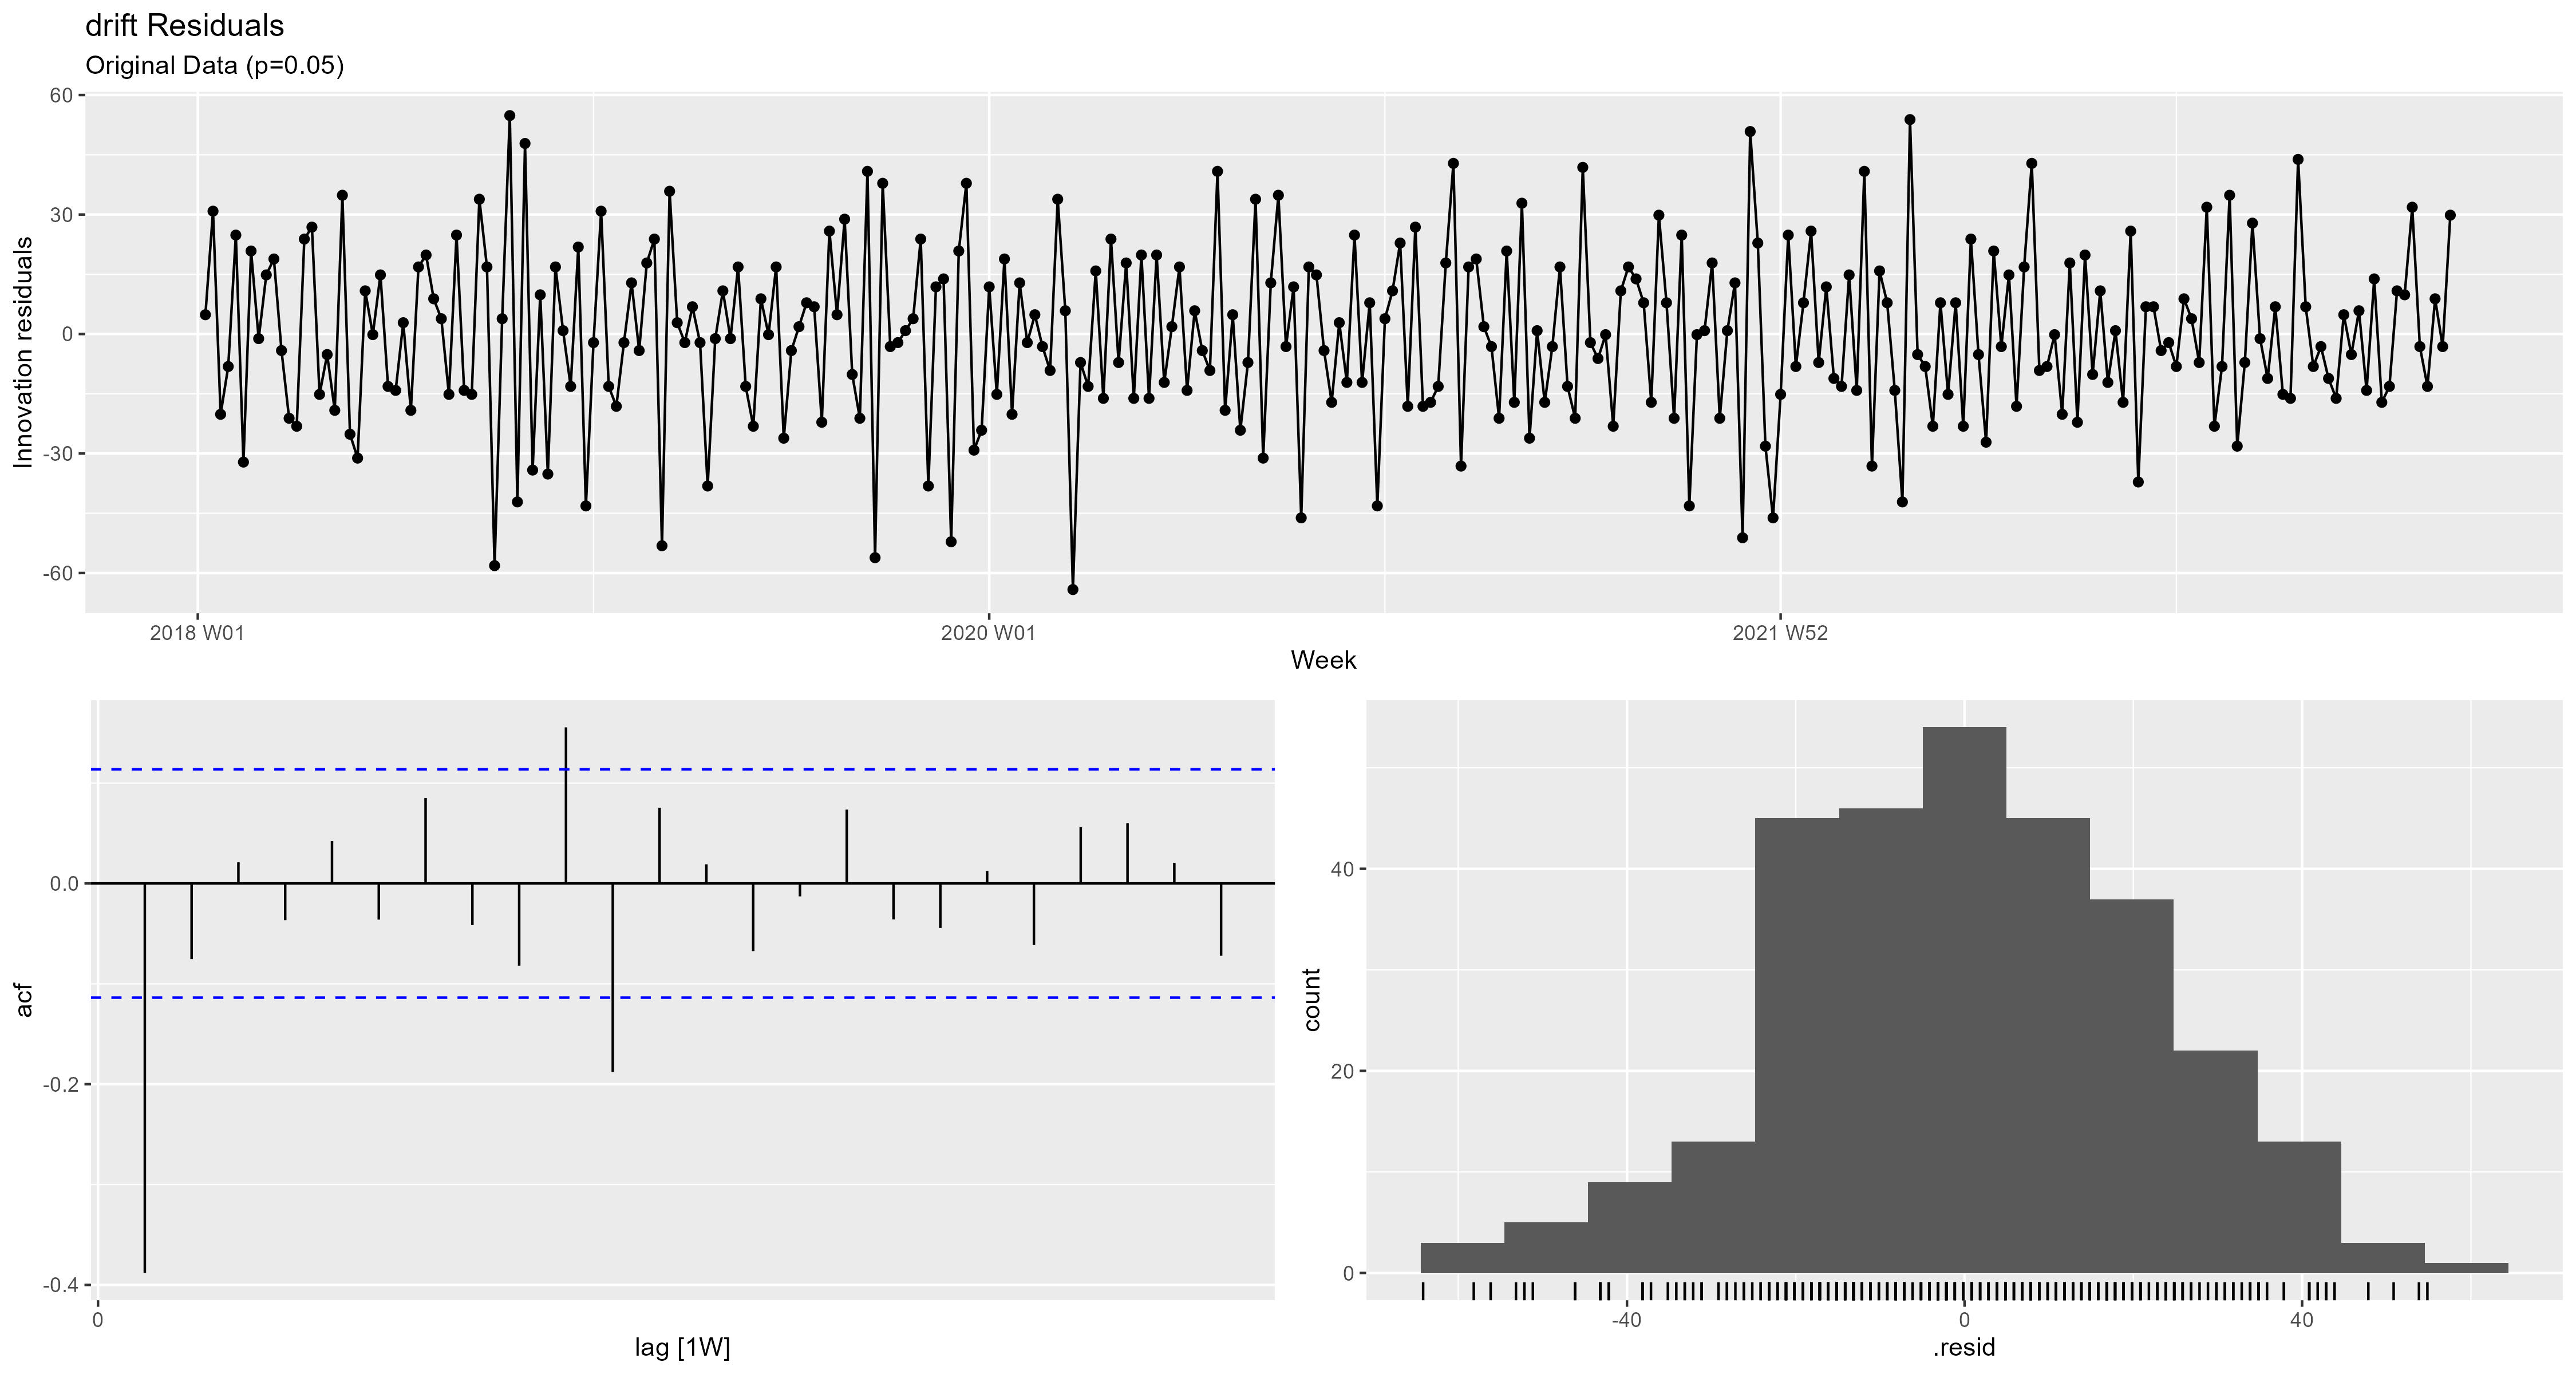 drift Residuals
Original Data (p=0.05)
60
30
0
-30
-60
Innovation residuals
2018 W01
2020 W01
2021 W52
Week
0.0
-0.2
-0.4
acf
0
lag [1W]
40
20
0
count
-40
0
40
.resid